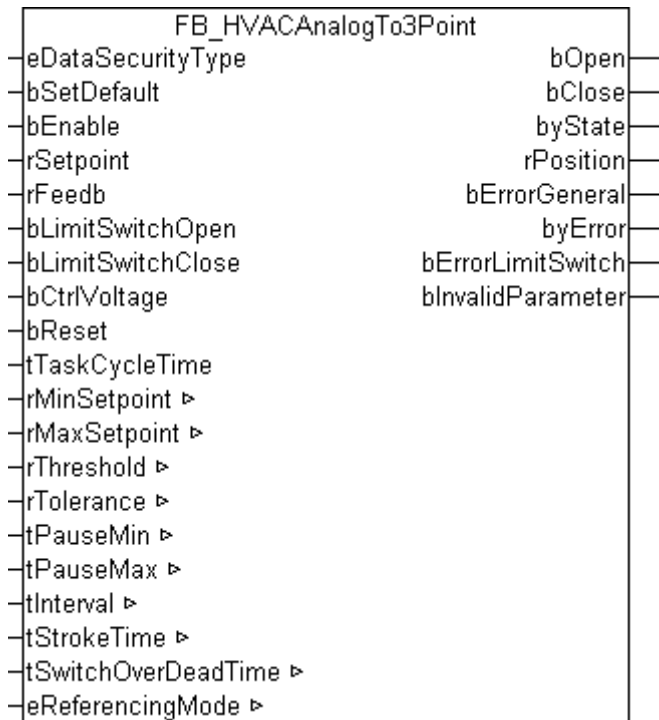 FB_HVACAnalogTo3Point
eDataSecurityType bOpen
bSetDefault bClose
bEnable byState
rSetpoint rPosition
rFeedb bErrorGeneral
bLimitSwitchOpen byError
bLimitSwitchClose bErrorLimitSwitch
bCtrlVoltage bInvalidParameter
bReset
tTaskCycleTime
rMinSetpoint ▹
rMaxSetpoint ▹
rThreshold ▹
rTolerance ▹
tPauseMin ▹
tPauseMax ▹
tInterval ▹
tStrokeTime ▹
tSwitchOverDeadTime ▹
eReferencingMode ▹